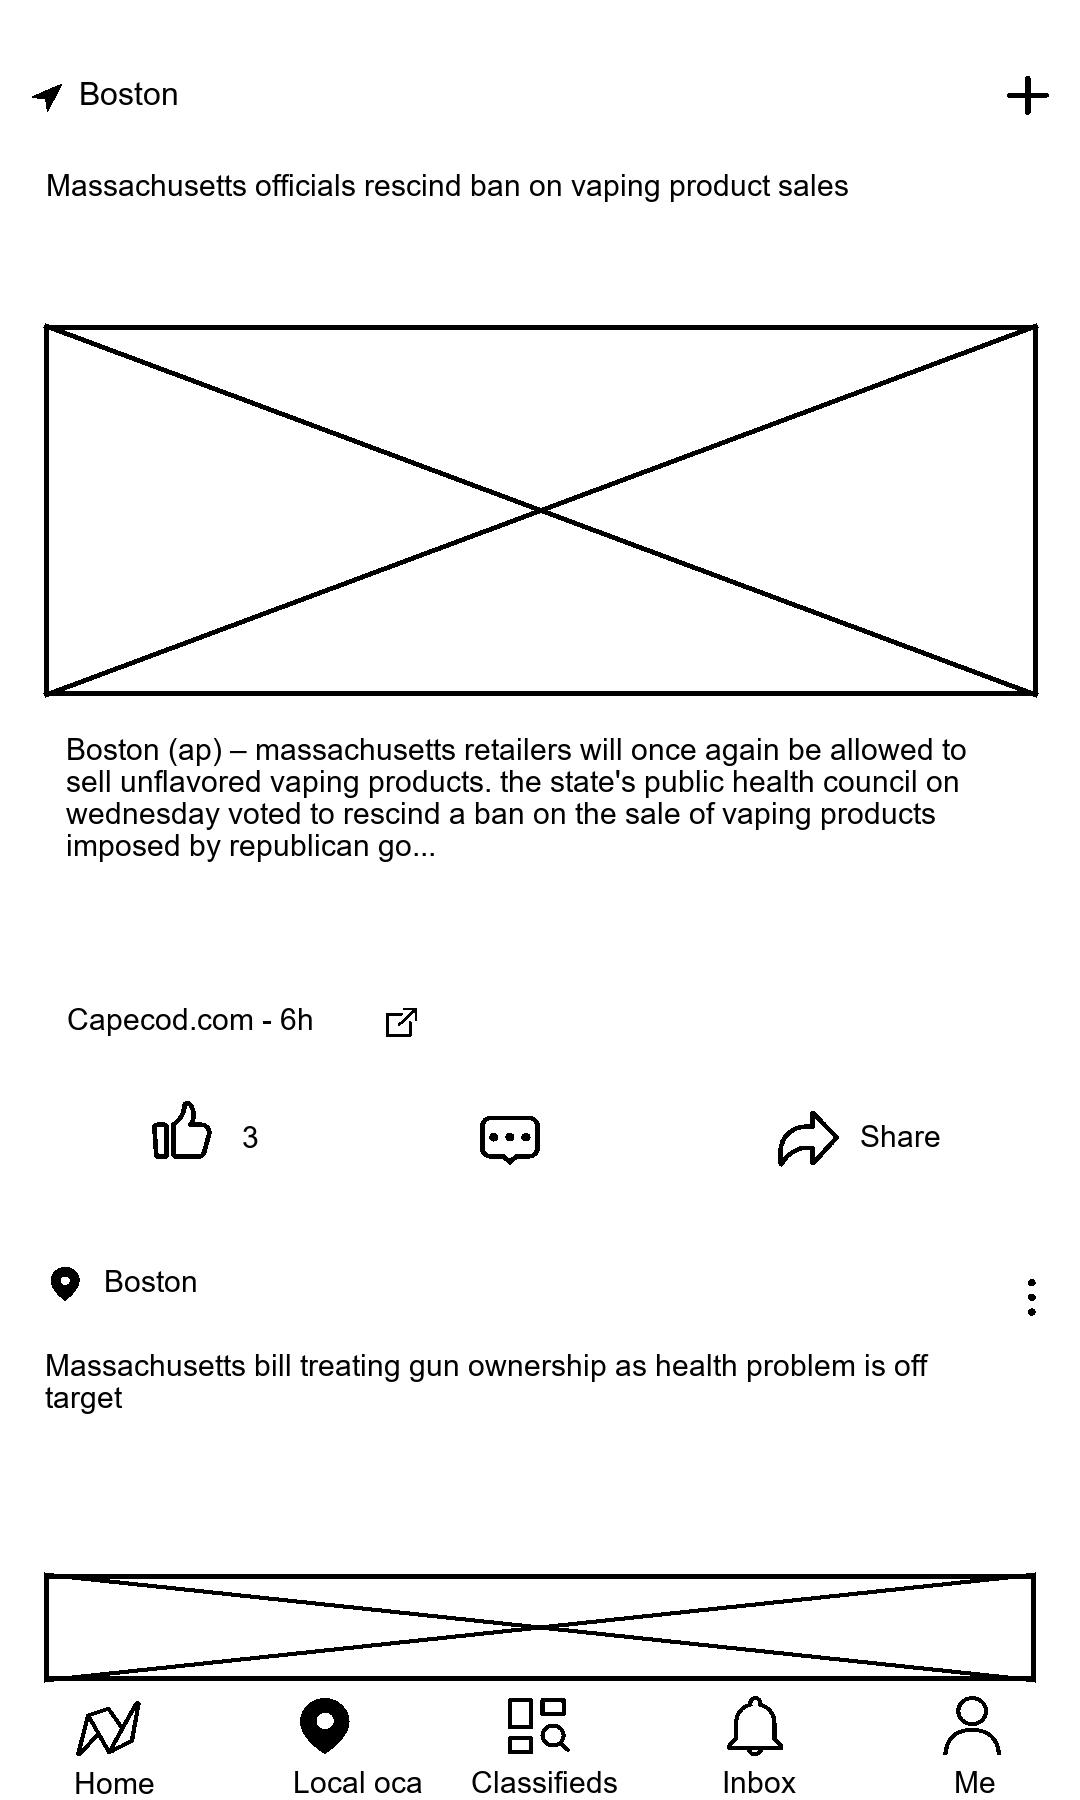 Boston
Massachusetts officials rescind ban on vaping product sales
Boston (ap) – massachusetts retailers will once again be allowed to
sell unflavored vaping products. the state's public health council on
wednesday voted to rescind a ban on the sale of vaping products
imposed by republican go...
Capecod.com - 6h
3
Share
Boston
Massachusetts bill treating gun ownership as health problem is off
target
Home
Local oca
Classifieds
Inbox
Me